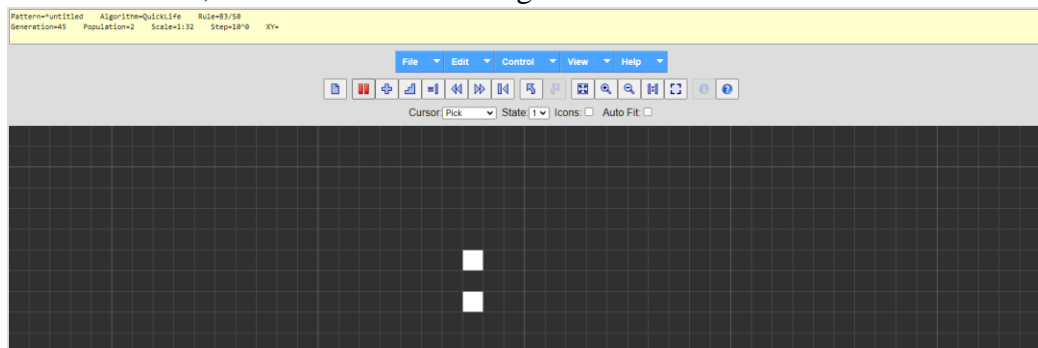 Pattern=*untitled Algorithm=QuickLife Rule=B3/S0
Generation=45 Population=2 Scale=1:32 Step=10^0 XY=
File Edit Control View Help
Cursor: Pick State: 1 Icons: Auto Fit: